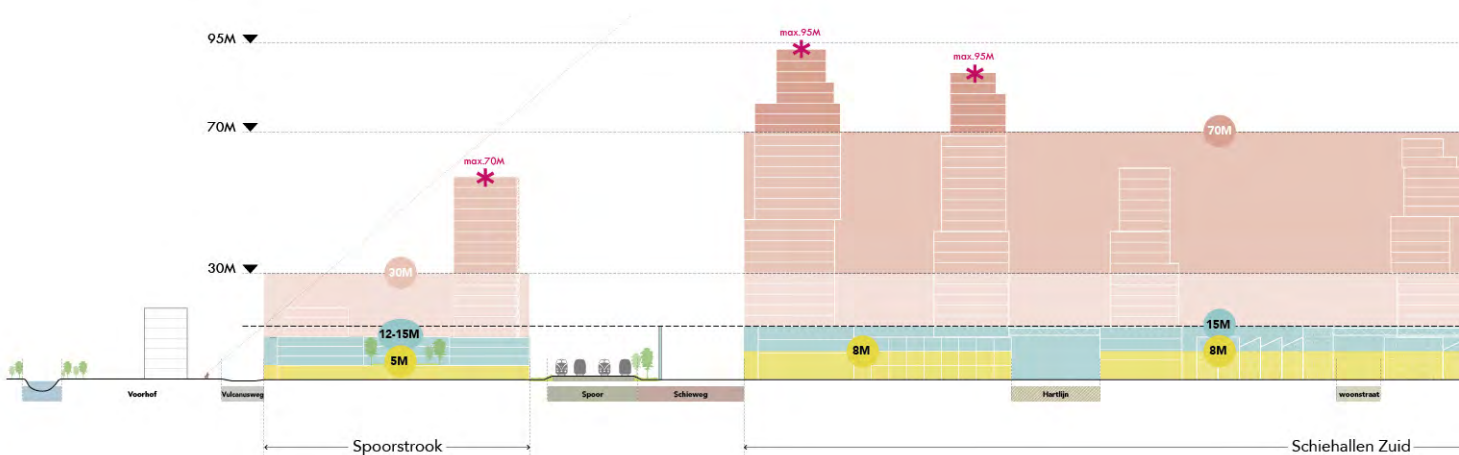 95M
max.95M
max.95M
70M
70M
max.70M
30M
30M
12-15M
15M
5M
8M
8M
Voorhof
Vulcanusweg
Spoor
Schieweg
Hartlijn
woonstraat
Spoorstrook
Schiehallen Zuid